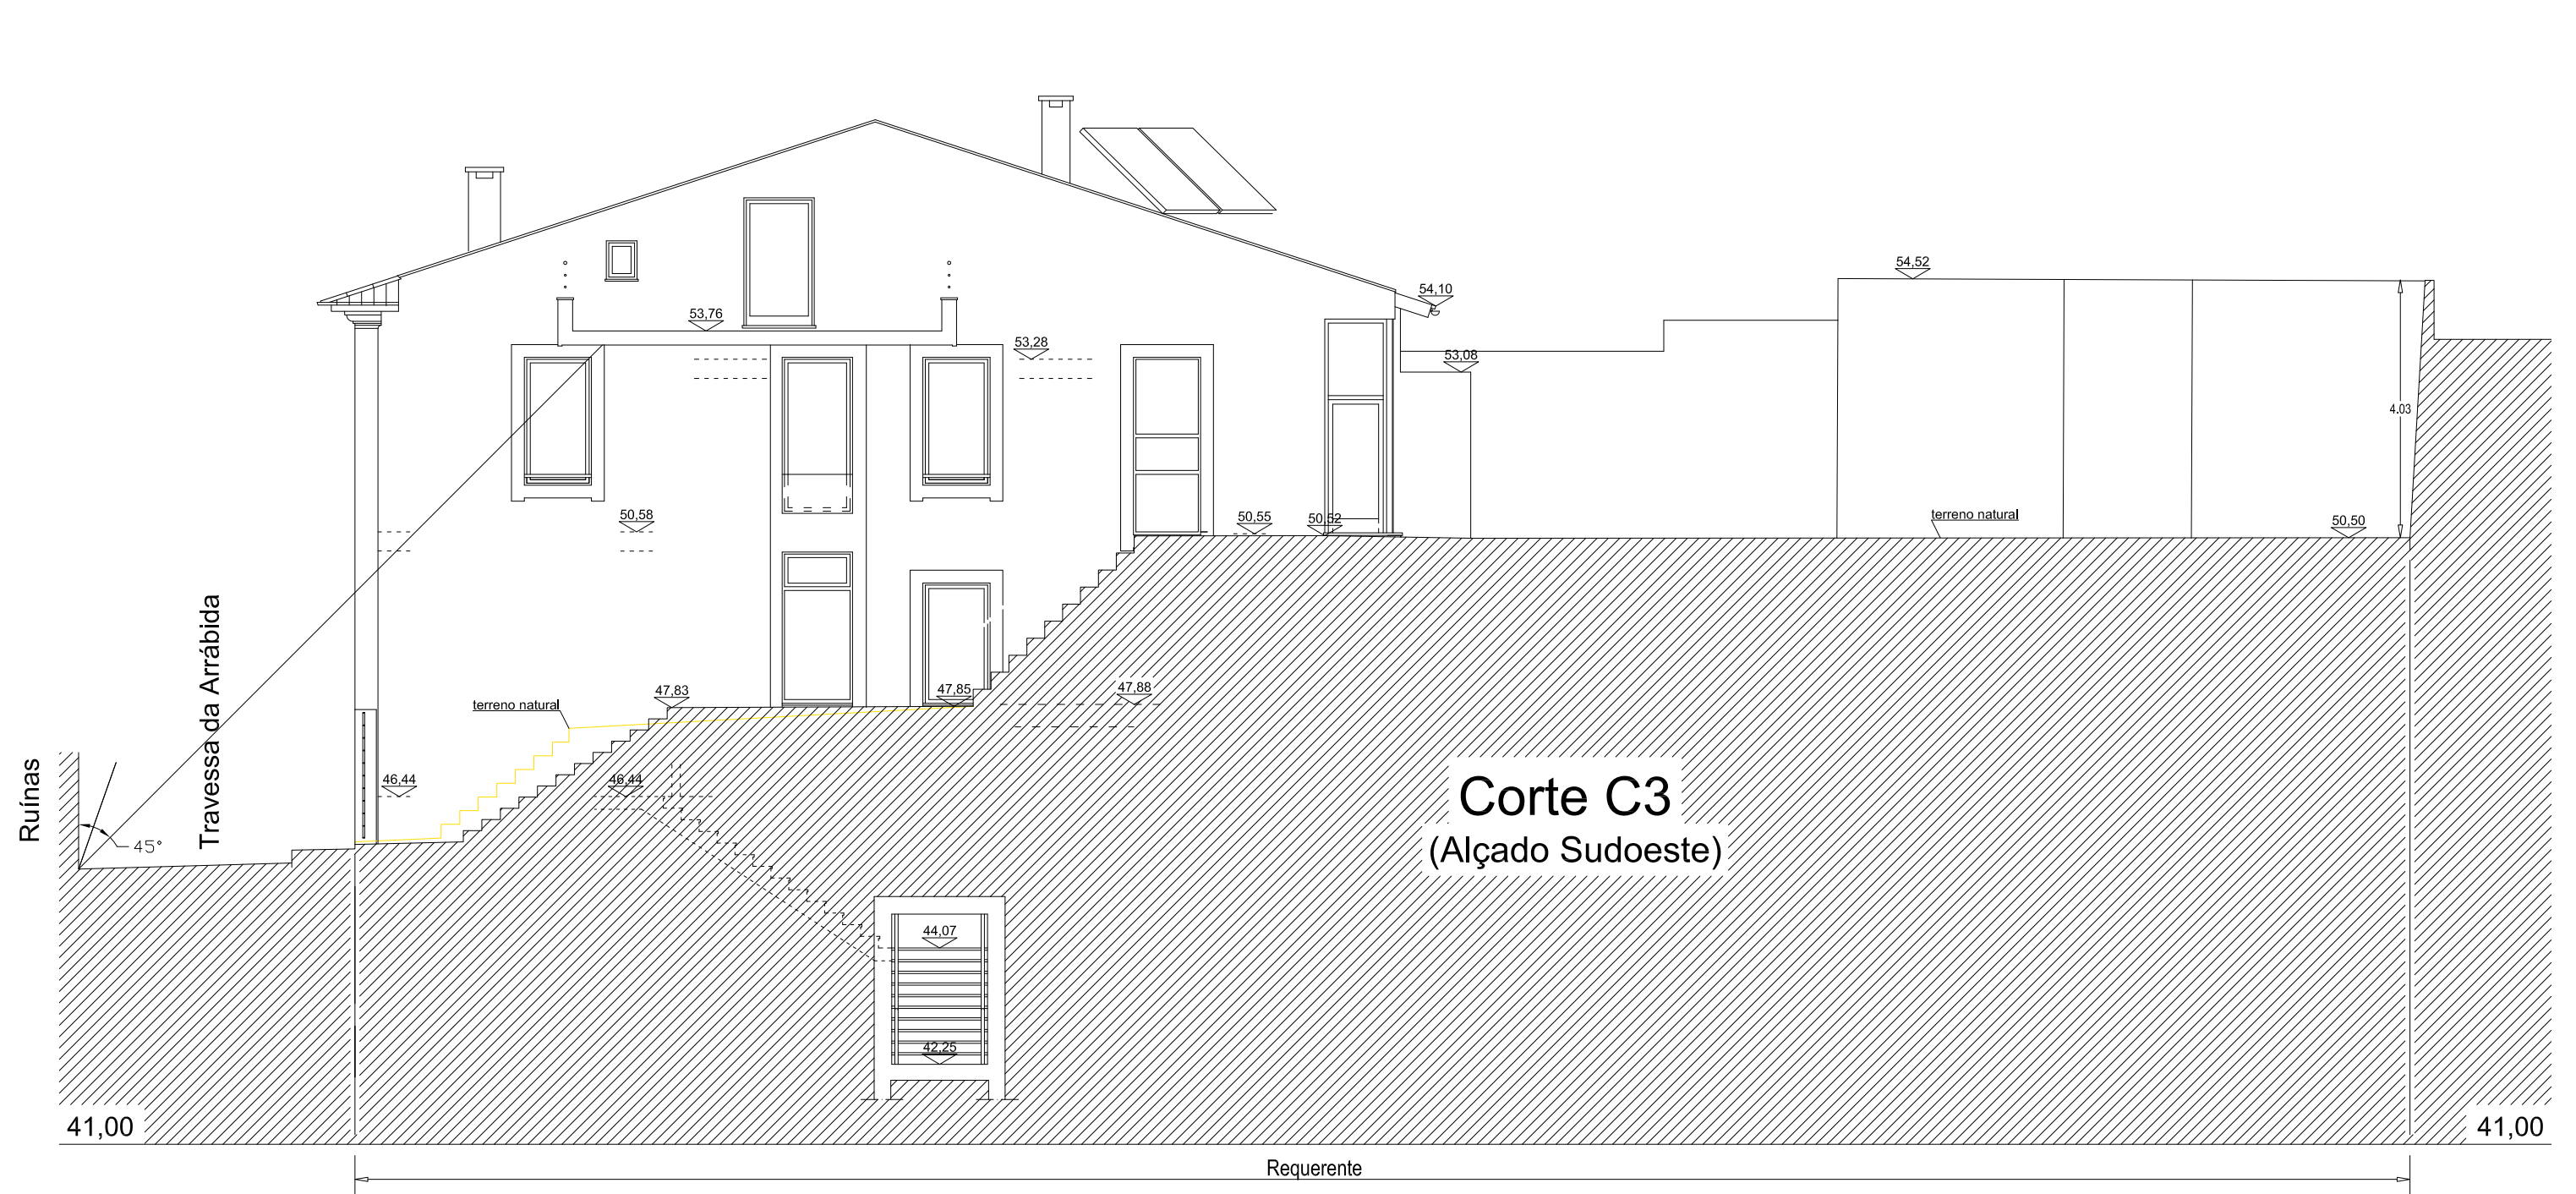 54,52
54,10
53,76
53,28
53,08
4.03
50,58
50,55
50,52
terreno natural
50,50
Travessa da Arrábida
47,83
47,85
47,88
terreno natural
Ruínas
46,44
46,44
45°
Corte C3
(Alçado Sudoeste)
44,07
42,25
41,00
41,00
Requerente